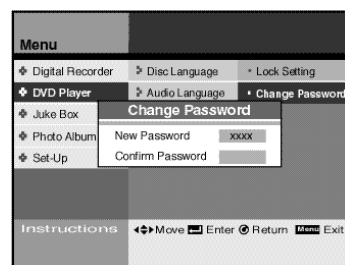 Menu
Digital Recorder
Disc Language
Lock Setting
DVD Player
Audio Language
Change Password
Juke Box
Change Password
Photo Album
New Password xxxx
Set-Up
Confirm Password
Instructions Move Enter Return Menu Exit